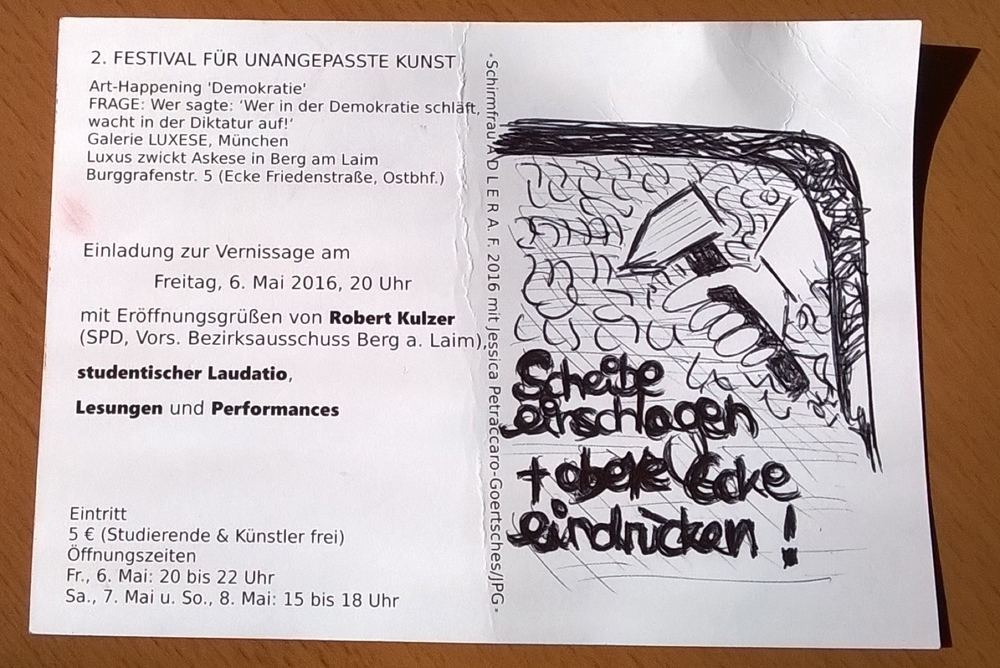 2. FESTIVAL FÜR UNANGEPASSTE KUNST
Art-Happening 'Demokratie'
FRAGE: Wer sagte: ‘Wer in der Demokratie schläft,
wacht in der Diktatur auf!‘
Galerie LUXESE, München
Luxus zwickt Askese in Berg am Laim
Burggrafenstr. 5 (Ecke Friedenstraße, Ostbhf.)
Einladung zur Vernissage am
Freitag, 6. Mai 2016, 20 Uhr
mit Eröffnungsgrüßen von Robert Kulzer
(SPD, Vors. Bezirksausschuss Berg a. Laim),
studentischer Laudatio,
Lesungen und Performances
Eintritt
5 € (Studierende & Künstler frei)
Öffnungszeiten
Fr., 6. Mai: 20 bis 22 Uhr
Sa., 7. Mai u. So., 8. Mai: 15 bis 18 Uhr
·Schirmfrau A D L E R A. F. 2016 mit Jessica Petraccaro-Goertsches/JPG·
Scheibe
einschlagen
+ obere Ecke
eindrücken !